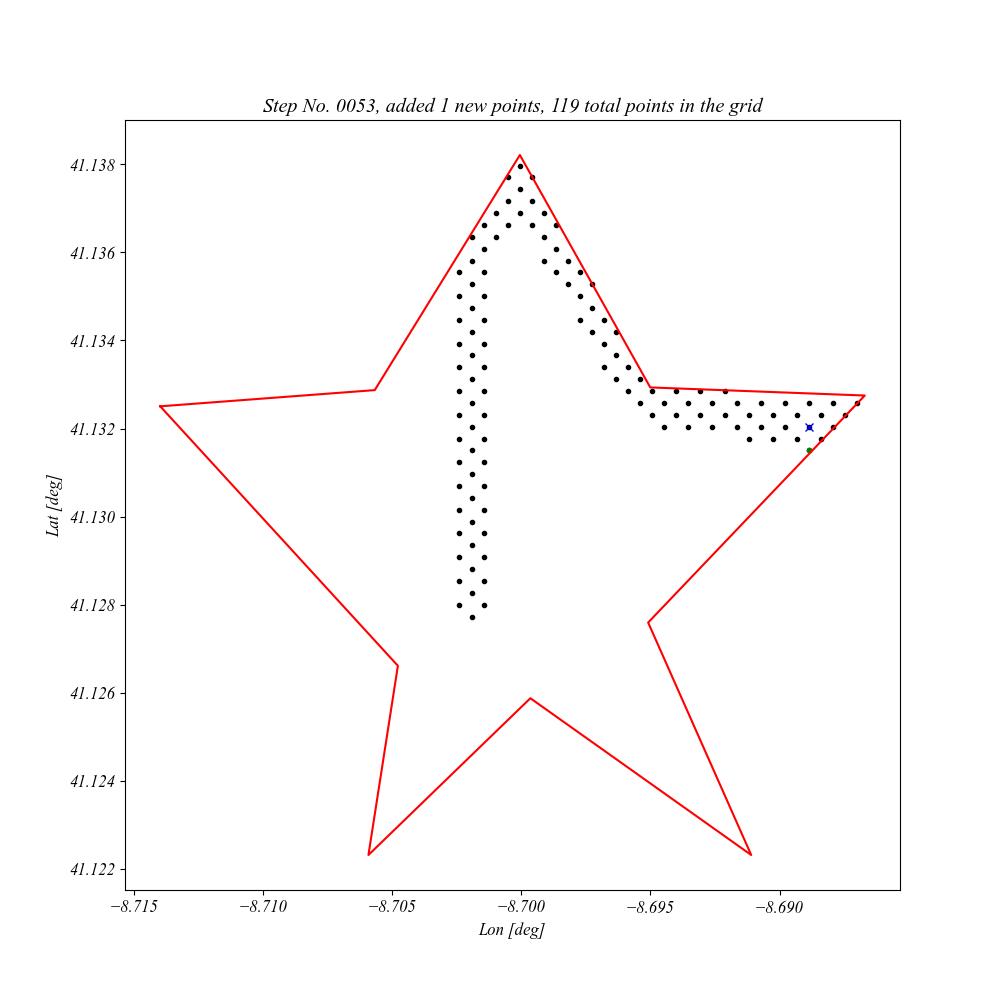 Step No. 0053, added 1 new points, 119 total points in the grid
41.138
41.136
41.134
41.132
41.130
41.128
41.126
41.124
41.122
Lat [deg]
−8.715 −8.710 −8.705 −8.700 −8.695 −8.690
Lon [deg]